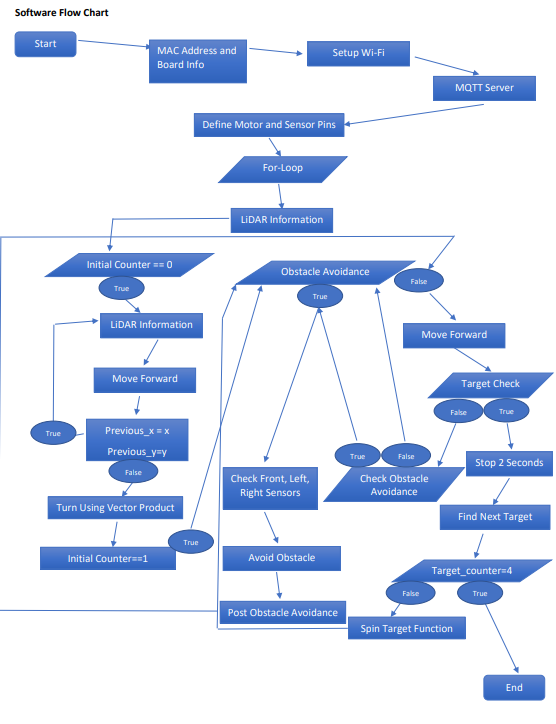 Software Flow Chart
Start
MAC Address and
Board Info
Setup Wi-Fi
MQTT Server
Define Motor and Sensor Pins
For-Loop
LiDAR Information
Initial Counter == 0
True
LiDAR Information
Move Forward
Previous_x = x
Previous_y=y
True
False
Turn Using Vector Product
Initial Counter==1
True
Obstacle Avoidance
True
False
Check Front, Left,
Right Sensors
Avoid Obstacle
Post Obstacle Avoidance
True
False
Check Obstacle
Avoidance
Move Forward
Target Check
False
True
Stop 2 Seconds
Find Next Target
Target_counter=4
False
True
Spin Target Function
End